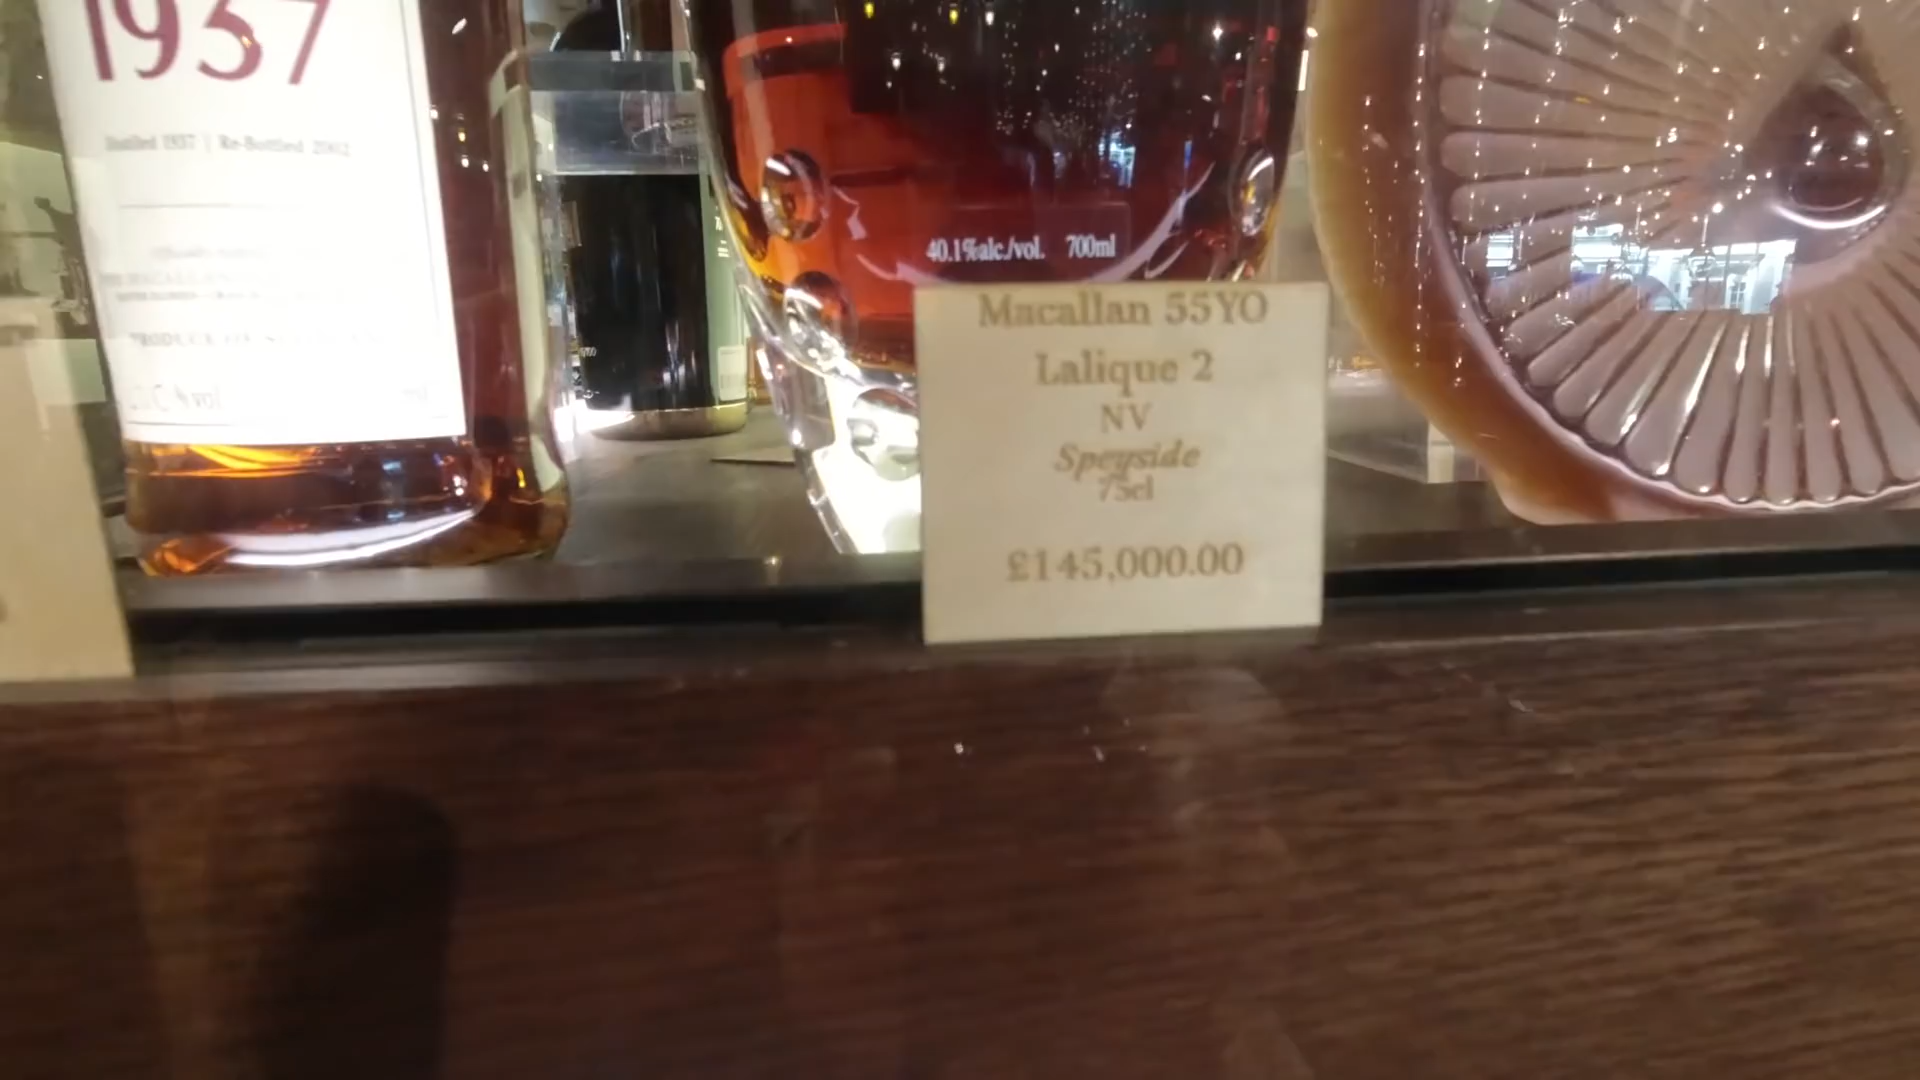 1937
Distilled 1937 | Re-Bottled 2002
40.1%alc./vol. 700ml
Macallan 55YO
Lalique 2
NV
Speyside
75cl
£145,000.00